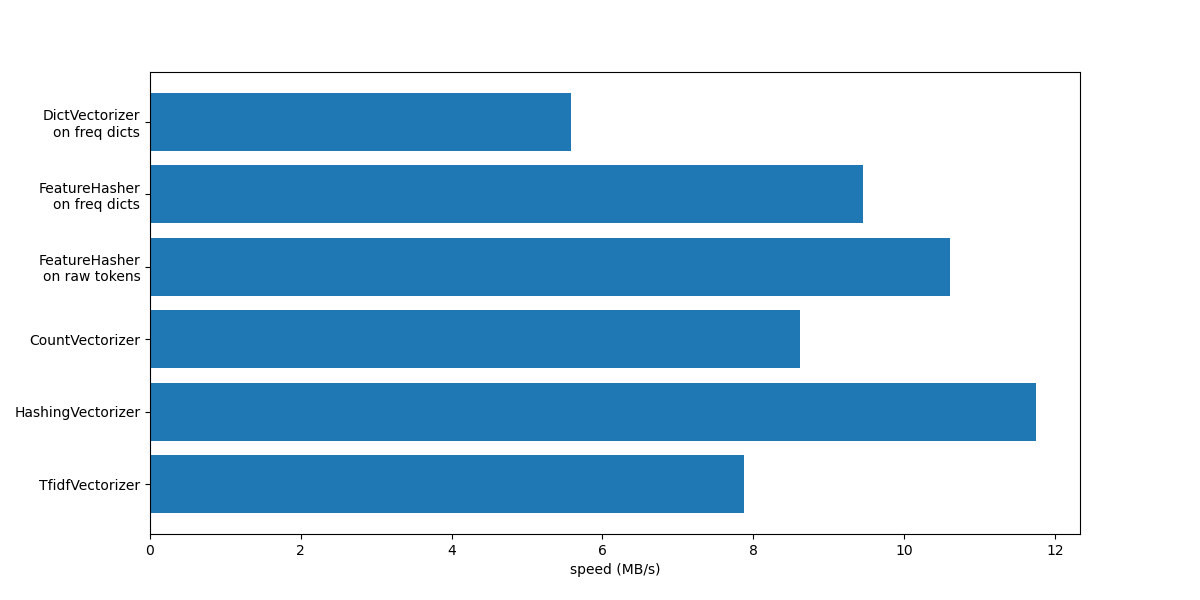 DictVectorizer
on freq dicts
FeatureHasher
on freq dicts
FeatureHasher
on raw tokens
CountVectorizer
HashingVectorizer
TfidfVectorizer
0 2 4 6 8 10 12
speed (MB/s)